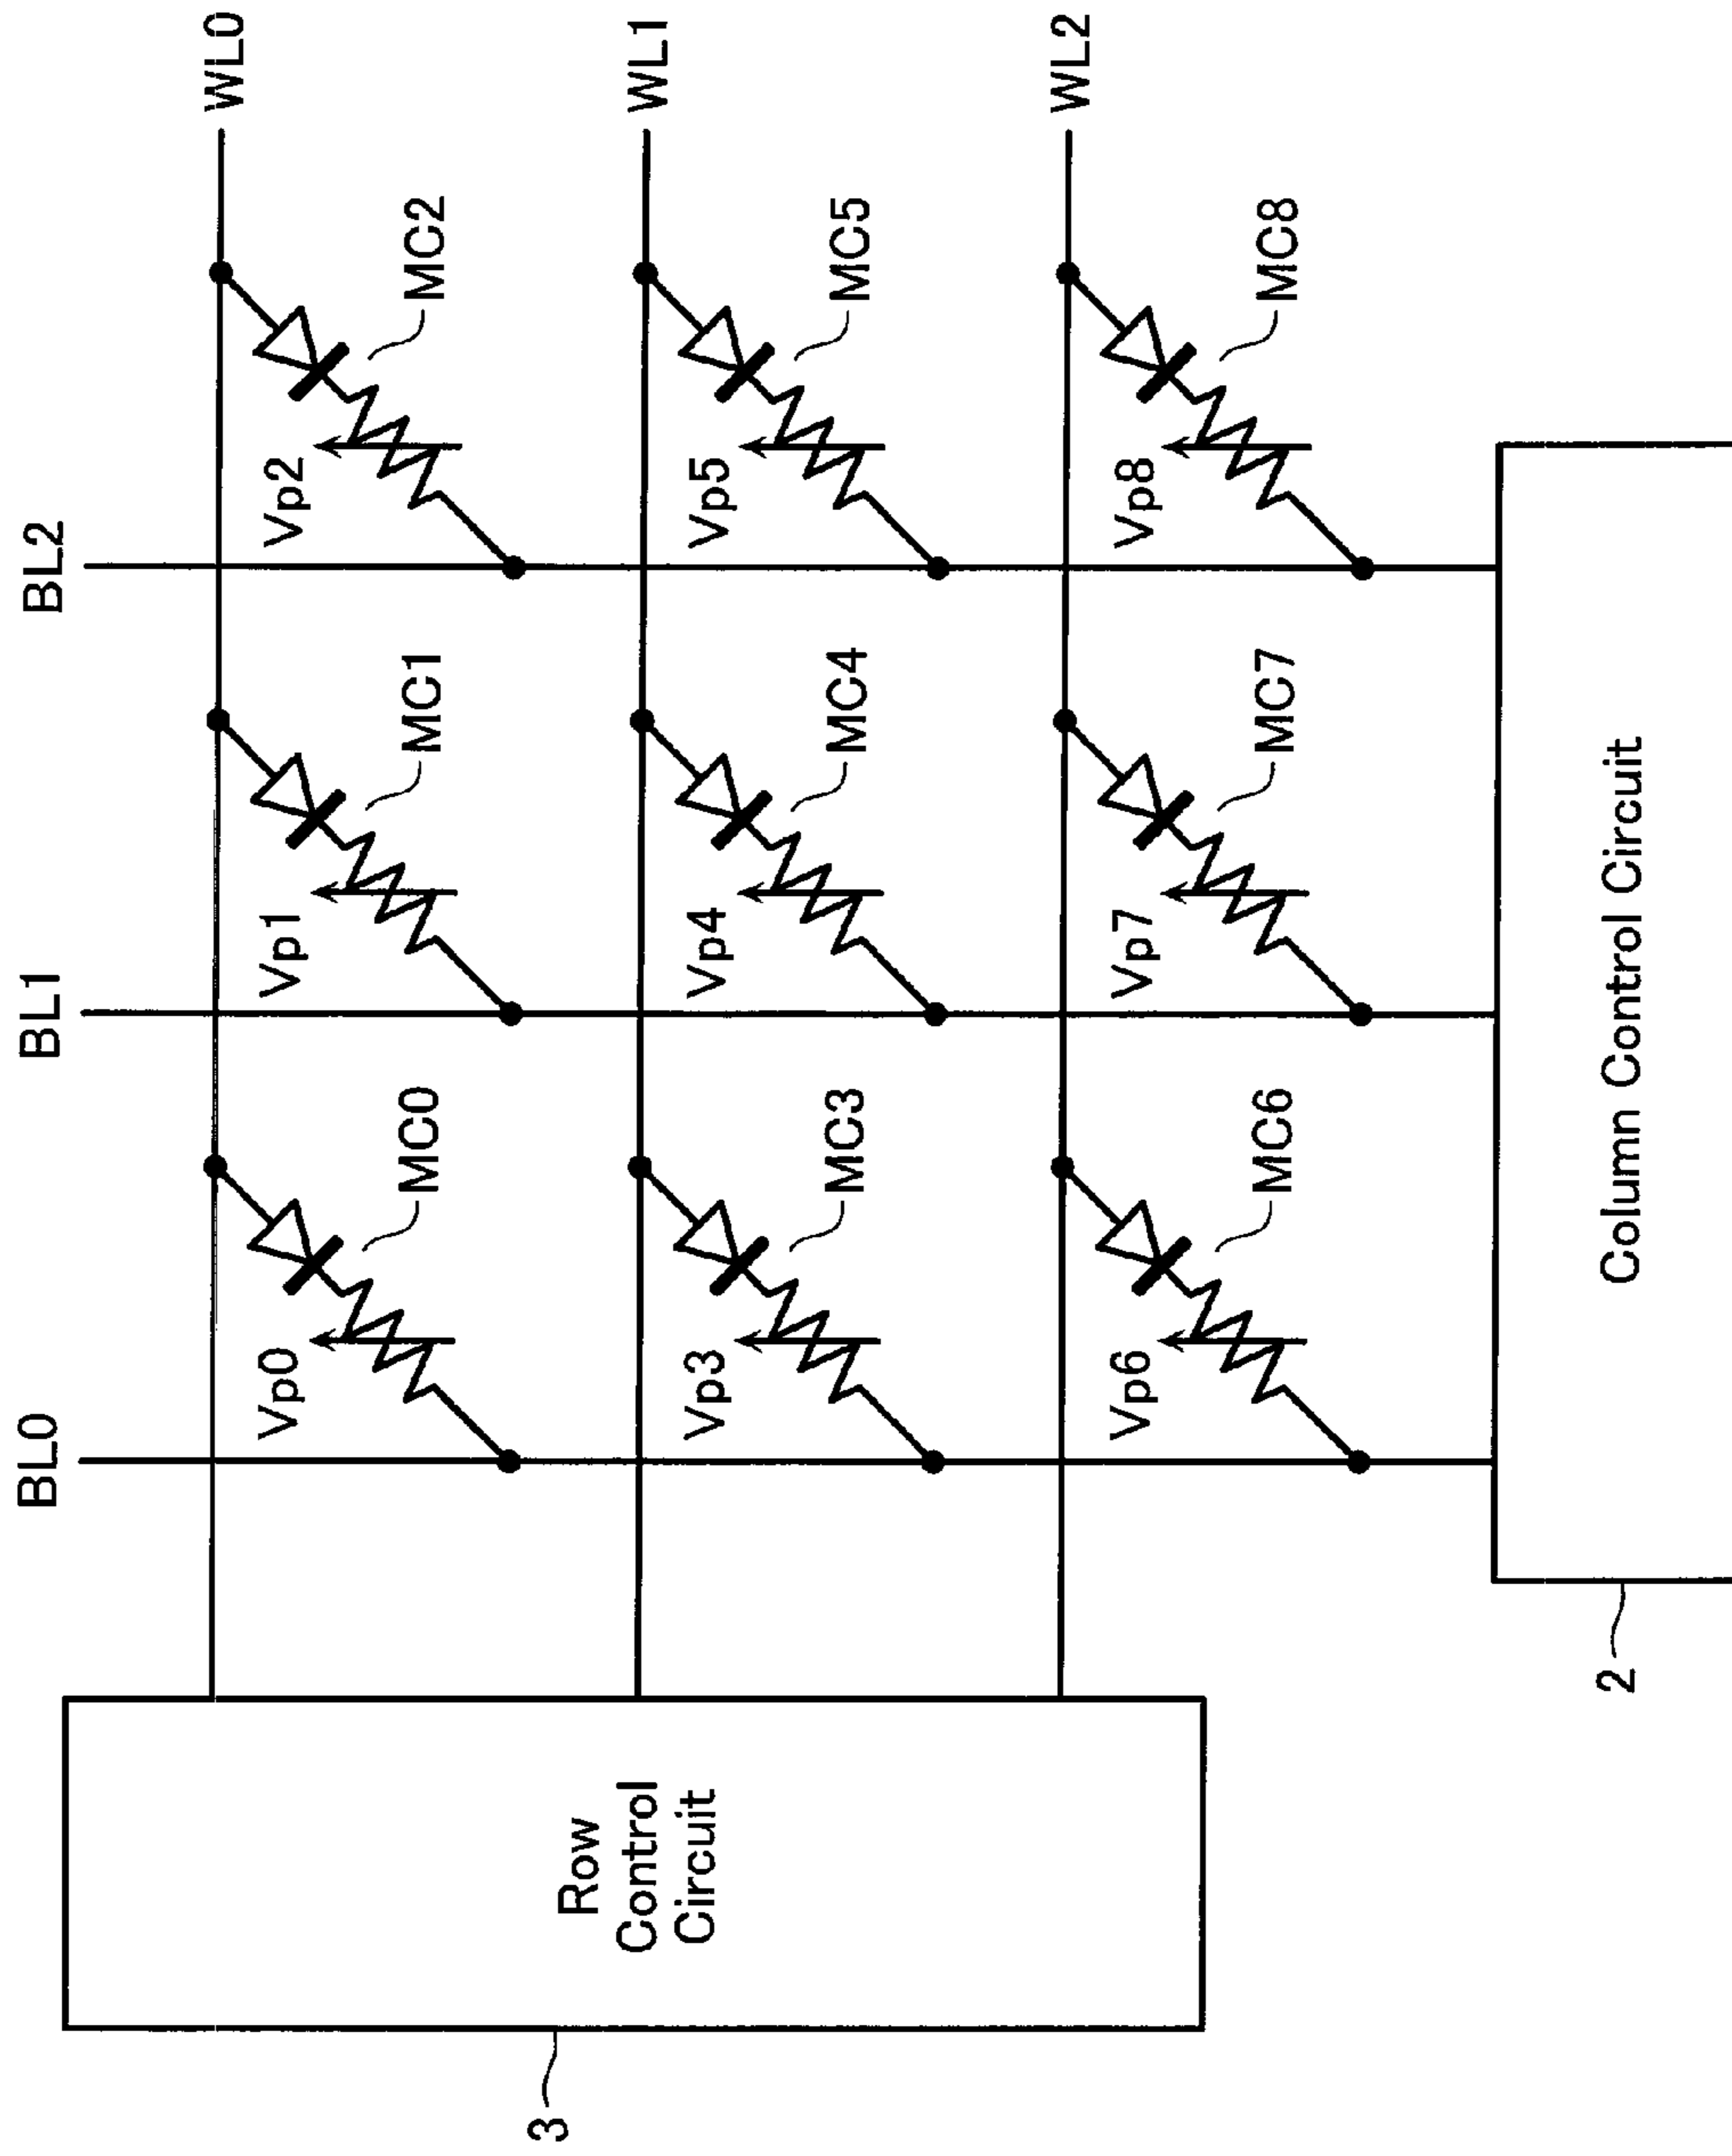 BL0
BL1
BL2
WL0
Vp0
MC0
Vp1
MC1
Vp2
MC2
Row
Control
Circuit
3
WL1
Vp3
MC3
Vp4
MC4
Vp5
MC5
WL2
Vp6
MC6
Vp7
MC7
Vp8
MC8
2
Column Control Circuit